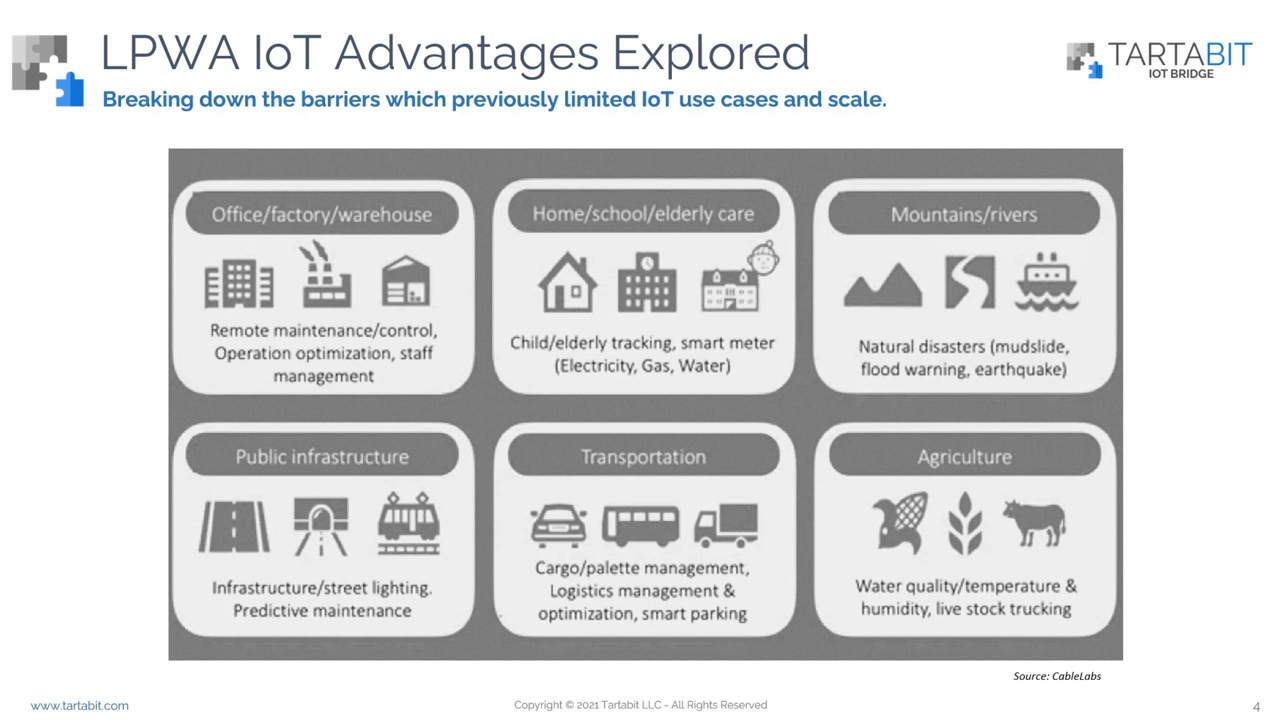 LPWA IoT Advantages Explored
Breaking down the barriers which previously limited IoT use cases and scale.
TARTABIT
IOT BRIDGE
Office/factory/warehouse
Remote maintenance/control,
Operation optimization, staff
management
Home/school/elderly care
Child/elderly tracking, smart meter
(Electricity, Gas, Water)
Mountains/rivers
Natural disasters (mudslide,
flood warning, earthquake)
Public infrastructure
Infrastructure/street lighting.
Predictive maintenance
Transportation
Cargo/palette management,
Logistics management &
optimization, smart parking
Agriculture
Water quality/temperature &
humidity, live stock trucking
Source: CableLabs
www.tartabit.com
Copyright © 2021 Tartabit LLC - All Rights Reserved
4